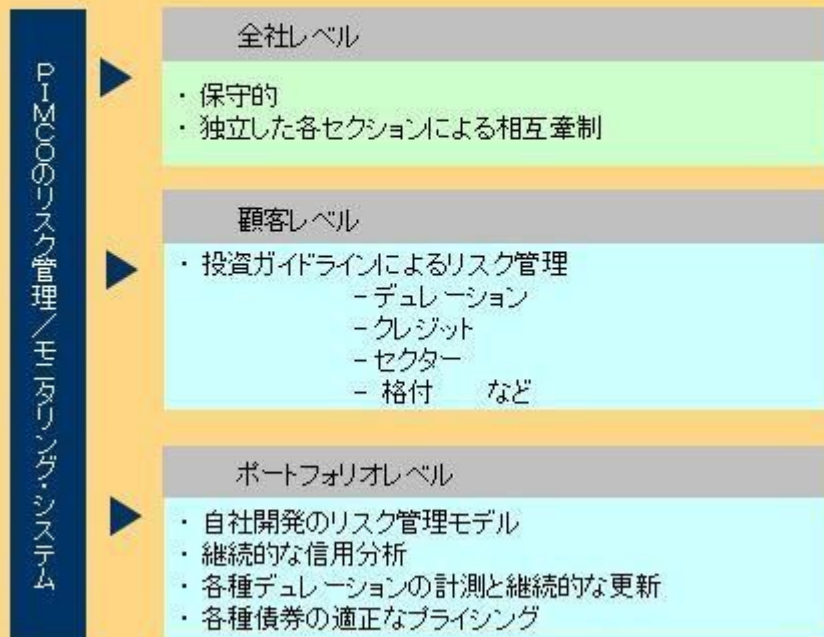 PIMCOのリスク管理／モニタリング・システム
全社レベル
・ 保守的
・ 独立した各セクションによる相互牽制
顧客レベル
・ 投資ガイドラインによるリスク管理
－デュレーション
－クレジット
－セクター
－ 格付　など
ポートフォリオレベル
・ 自社開発のリスク管理モデル
・ 継続的な信用分析
・ 各種デュレーションの計測と継続的な更新
・ 各種債券の適正なプライシング